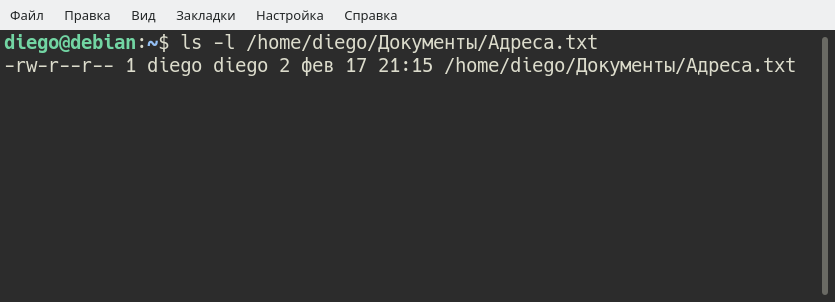 Файл Правка Вид Закладки Настройка Справка
diego@debian:~$ ls -l /home/diego/Документы/Адреса.txt
-rw-r--r-- 1 diego diego 2 фев 17 21:15 /home/diego/Документы/Адреса.txt